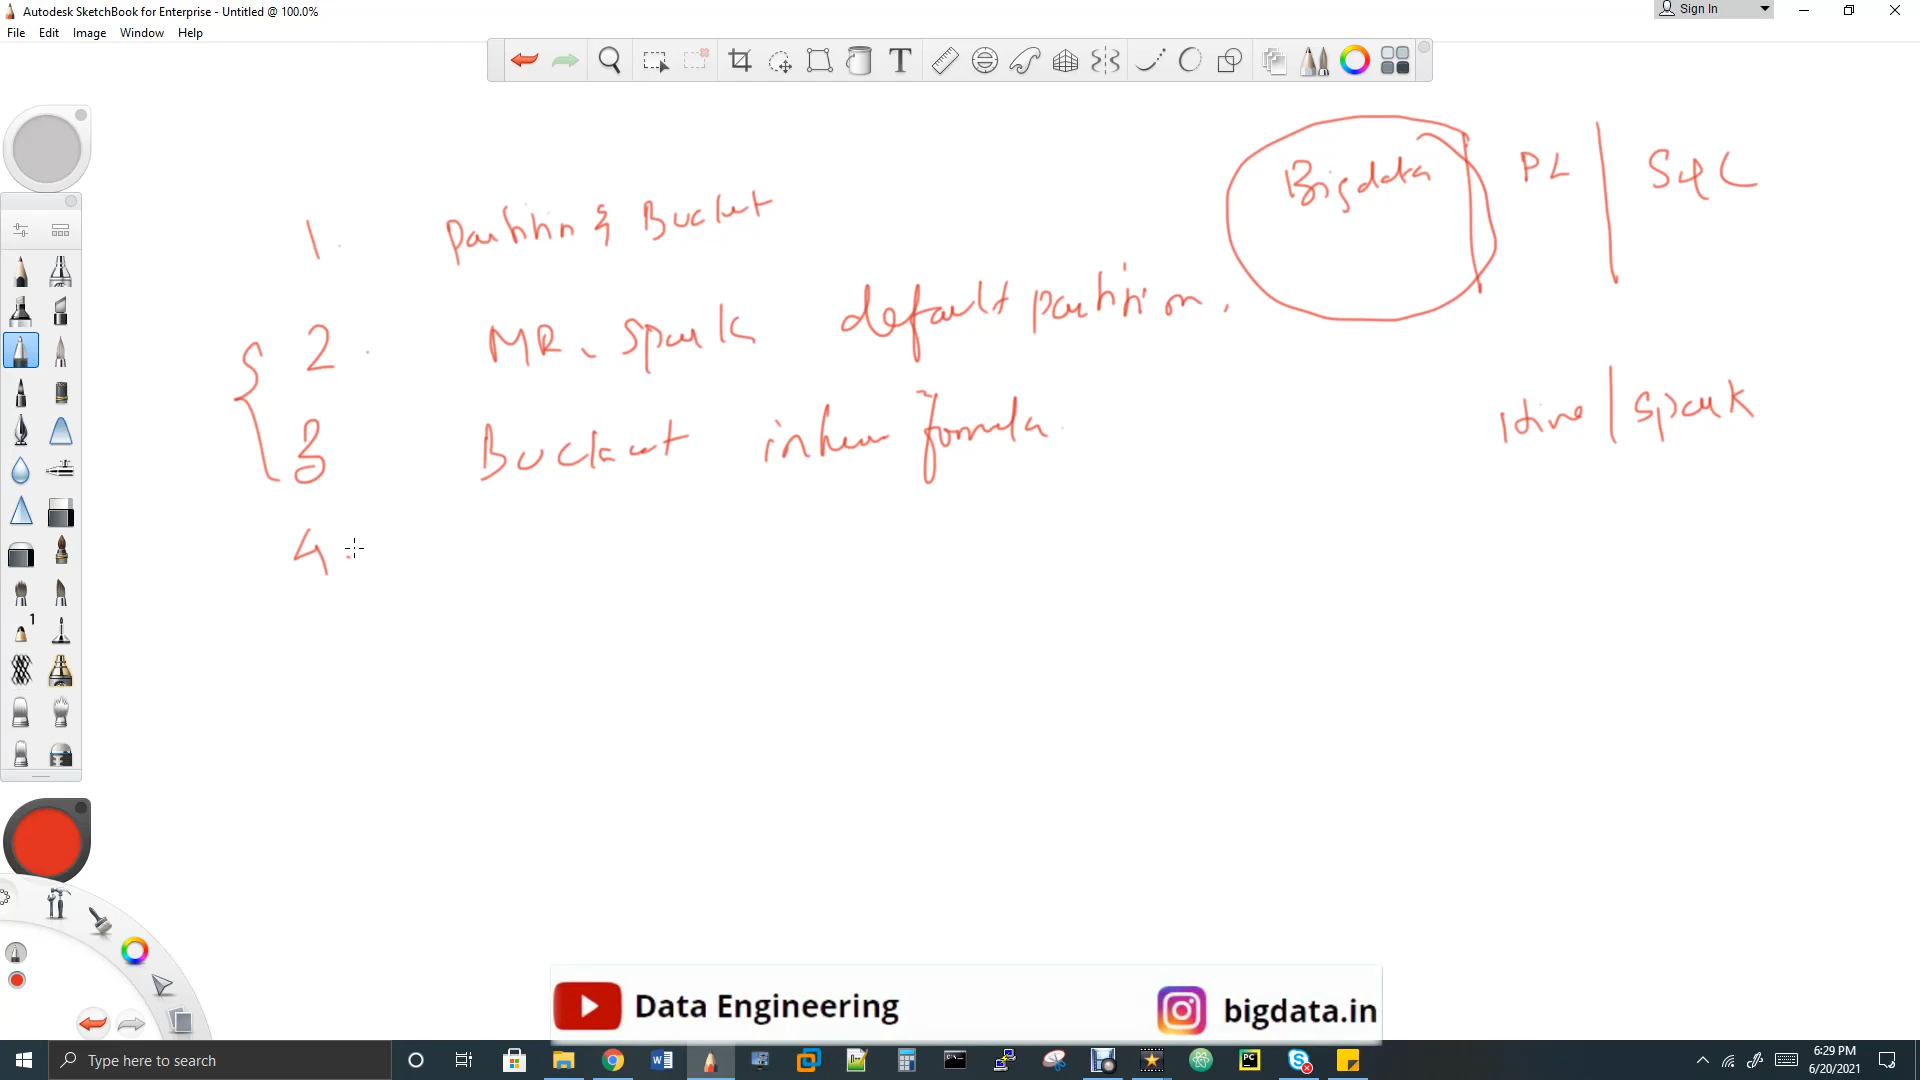 Autodesk SketchBook for Enterprise - Untitled @ 100.0%
Sign In
File Edit Image Window Help
Bigdata | PL | SQL
1. Partition & Bucket
2. MR, Spark default partition.
Hive | Spark
3 Bucket formula
4.
1
Data Engineering
bigdata.in
Type here to search
6:29 PM
6/20/2021